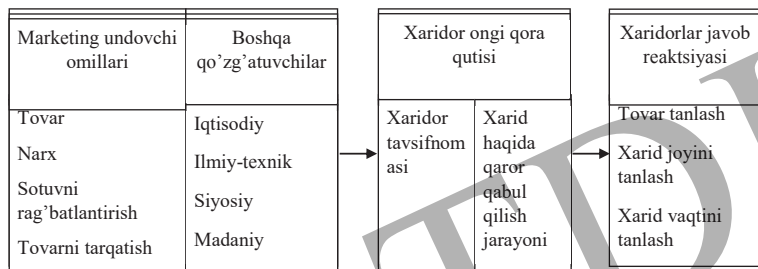 Marketing undovchi
omillari
Boshqa
qo’zg’atuvchilar
Tovar
Narx
Sotuvni
rag’batlantirish
Tovarni tarqatish
Iqtisodiy
Ilmiy-texnik
Siyosiy
Madaniy
Xaridor ongi qora
qutisi
Xaridor
tavsifnom
asi
Xarid
haqida
qaror
qabul
qilish
jarayoni
Xaridorlar javob
reaktsiyasi
Tovar tanlash
Xarid joyini
tanlash
Xarid vaqtini
tanlash